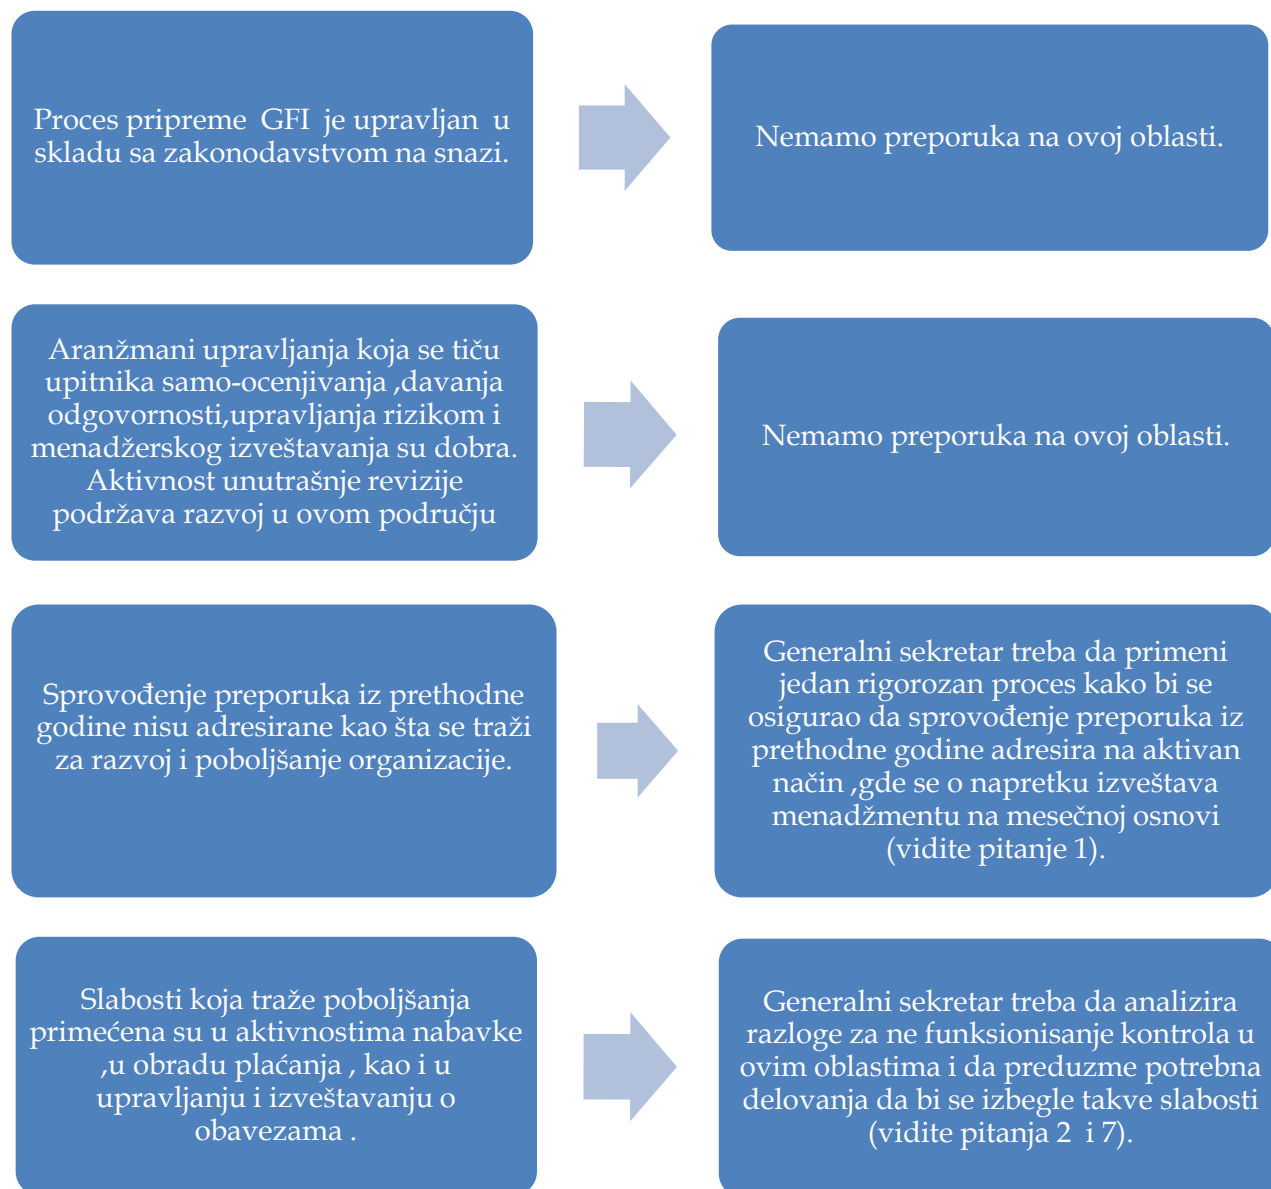 Proces pripreme  GFI  je upravljan  u
skladu sa zakonodavstvom na snazi.
Nemamo preporuka na ovoj oblasti.
Aranžmani upravljanja koja se tiču
upitnika samo-ocenjivanja ,davanja
odgovornosti,upravljanja rizikom i
menadžerskog izveštavanja su dobra.
Aktivnost unutrašnje revizije
podržava razvoj u ovom području
Nemamo preporuka na ovoj oblasti.
Sprovođenje preporuka iz prethodne
godine nisu adresirane kao šta se traži
za razvoj i poboljšanje organizacije.
Generalni sekretar treba da primeni
jedan rigorozan proces kako bi se
osigurao da sprovođenje preporuka iz
prethodne godine adresira na aktivan
način ,gde se o napretku izveštava
menadžmentu na mesečnoj osnovi
(vidite pitanje 1).
Slabosti koja traže poboljšanja
primećena su u aktivnostima nabavke
,u obradu plaćanja , kao i u
upravljanju i izveštavanju o
obavezama .
Generalni sekretar treba da analizira
razloge za ne funksionisanje kontrola u
ovim oblastima i da preduzme potrebna
delovanja da bi se izbegle takve slabosti
(vidite pitanja 2  i 7).